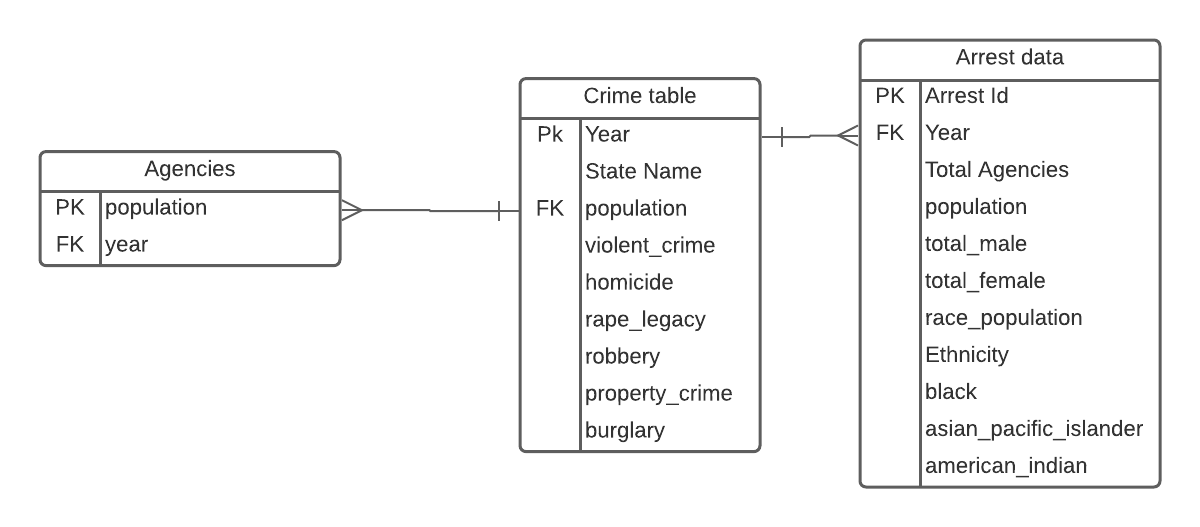 Agencies
PK population
FK year
Crime table
Pk Year
State Name
FK population
violent_crime
homicide
rape_legacy
robbery
property_crime
burglary
Arrest data
PK Arrest Id
FK Year
Total Agencies
population
total_male
total_female
race_population
Ethnicity
black
asian_pacific_islander
american_indian